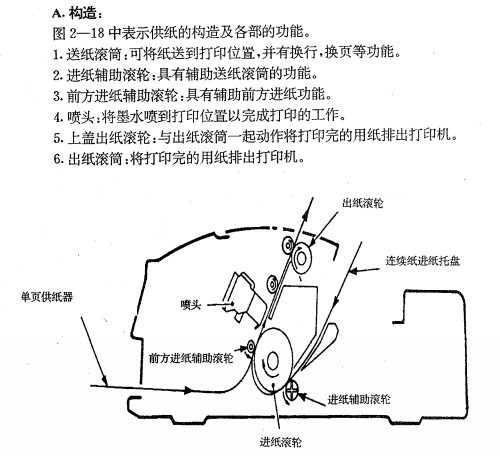 A. 构造：
图 2—18 中表示供纸的构造及各部的功能。
1. 送纸滚筒：可将纸送到打印位置，并有换行，换页等功能。
2. 进纸辅助滚轮：具有辅助送纸滚筒的功能。
3. 前方进纸辅助滚轮：具有辅助前方进纸功能。
4. 喷头：将墨水喷到打印位置以完成打印的工作。
5. 上盖出纸滚轮：与出纸滚筒一起动作将打印完的用纸排出打印机。
6. 出纸滚筒：将打印完的用纸排出打印机。
出纸滚轮
连续纸进纸托盘
单页供纸器
喷头
前方进纸辅助滚轮
进纸辅助滚轮
进纸滚轮